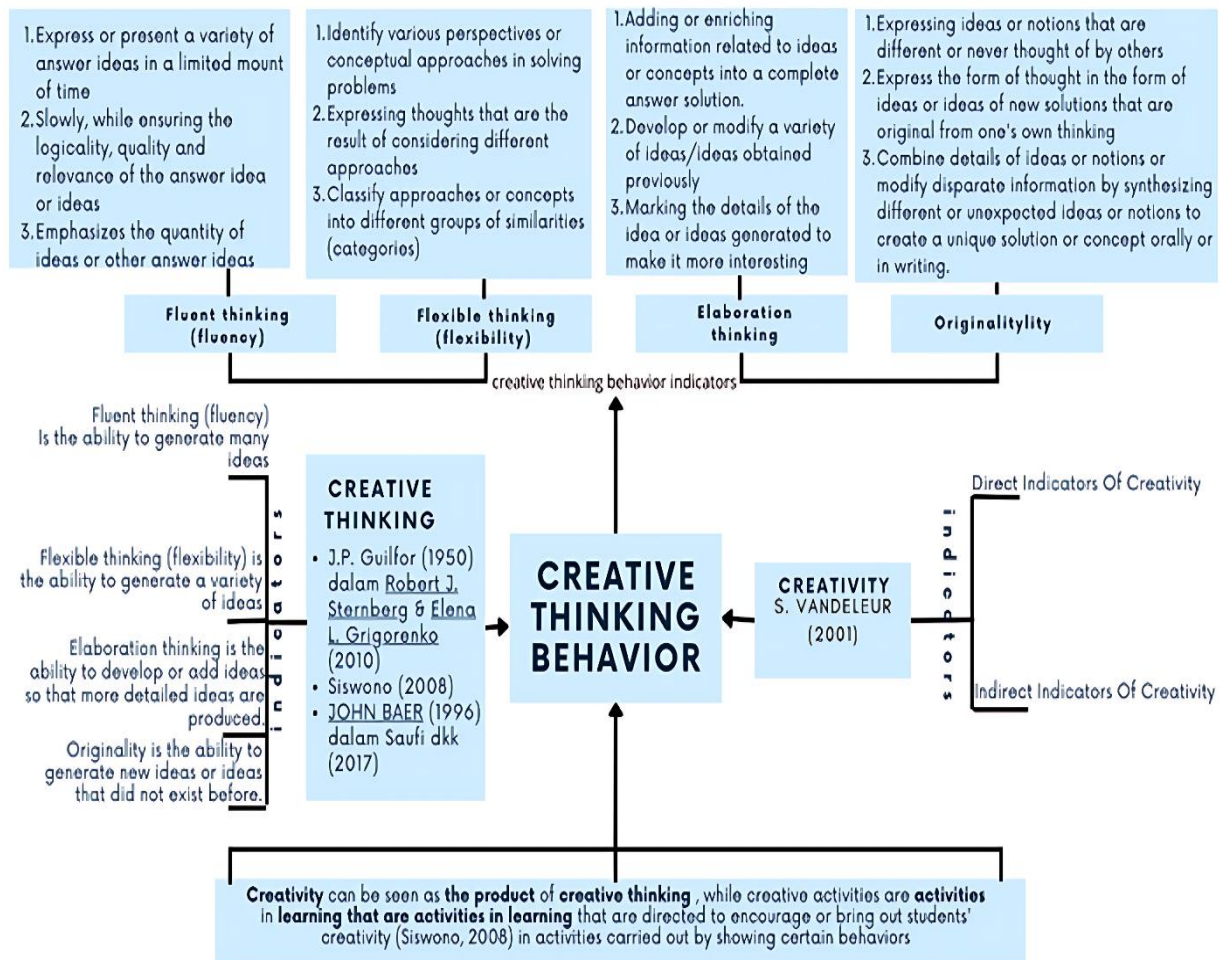 1.Express or present a variety of
answer ideas in a limited mount
of time
2.Slowly, while ensuring the
logicality, quality and
relevance of the answer idea
or ideas
3.Emphasizes the quantity of
ideas or other answer ideas
1.Identify various perspectives or
conceptual approaches in solving
problems
2.Expressing thoughts that are the
result of considering different
approaches
3.Classify approaches or concepts
into different groups of similarities
(categories)
1.Adding or enriching
information related to ideas
or concepts into a complete
answer solution.
2.Develop or modify a variety
of ideas/ideas obtained
previously
3.Marking the details of the
idea or ideas generated to
make it more interesting
1.Expressing ideas or notions that are
different or never thought of by others
2.Express the form of thought in the form of
ideas or ideas of new solutions that are
original from one's own thinking
3.Combine details of ideas or notions or
modify disparate information by synthesizing
different or unexpected ideas or notions to
create a unique solution or concept orally or
in writing.
Fluent thinking
(fluency)
Flexible thinking
(flexibility)
Elaboration
thinking
Originalitylity
creative thinking behavior indicators
Fluent thinking (fluency)
Is the ability to generate many
ideas
Flexible thinking (flexibility) is
the ability to generate a variety
of ideas
Elaboration thinking is the
ability to develop or add ideas
so that more detailed ideas are
produced.
Originality is the ability to
generate new ideas or ideas
that did not exist before.
indicators
CREATIVE
THINKING
• J.P. Guilfor (1950)
dalam Robert J.
Sternberg & Elena
L. Grigorenko
(2010)
• Siswono (2008)
• JOHN BAER (1996)
dalam Saufi dkk
(2017)
CREATIVE
THINKING
BEHAVIOR
CREATIVITY
S. VANDELEUR
(2001)
indicators
Direct Indicators Of Creativity
Indirect Indicators Of Creativity
Creativity can be seen as the product of creative thinking , while creative activities are activities
in learning that are activities in learning that are directed to encourage or bring out students'
creativity (Siswono, 2008) in activities carried out by showing certain behaviors